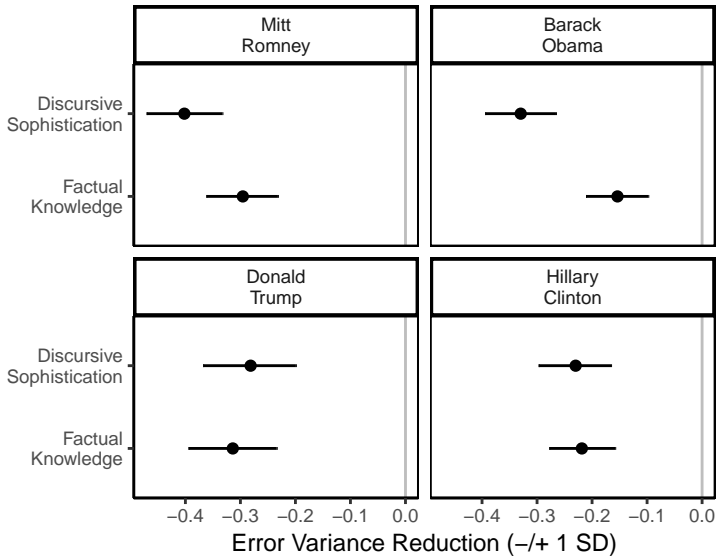 Mitt
Romney
Barack
Obama
Discursive
Sophistication
Factual
Knowledge
Donald
Trump
Hillary
Clinton
Discursive
Sophistication
Factual
Knowledge
−0.4 −0.3 −0.2 −0.1 0.0 −0.4 −0.3 −0.2 −0.1 0.0
Error Variance Reduction (−/+ 1 SD)